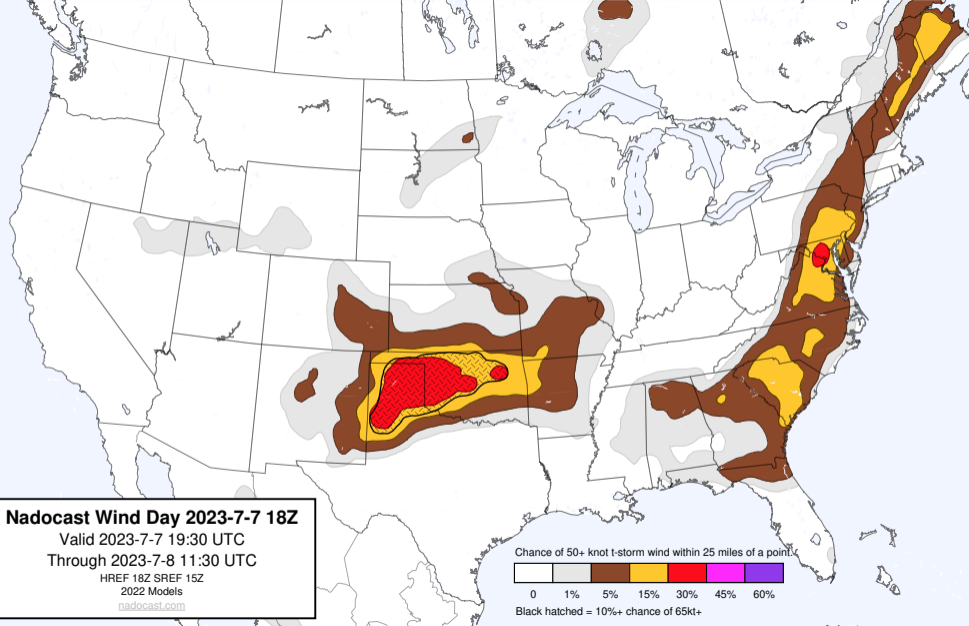 Nadocast Wind Day 2023-7-7 18Z
Valid 2023-7-7 19:30 UTC
Through 2023-7-8 11:30 UTC
HREF 18Z SREF 15Z
2022 Models
nadocast.com
Chance of 50+ knot t-storm wind within 25 miles of a point.
0 1% 5% 15% 30% 45% 60%
Black hatched = 10%+ chance of 65kt+